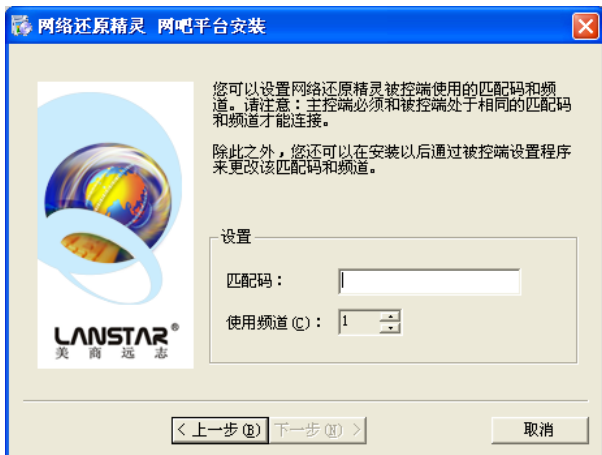 网络还原精灵 网吧平台安装
您可以设置网络还原精灵被控端使用的匹配码和频
道。请注意：主控端必须和被控端处于相同的匹配码
和频道才能连接。
除此之外，您还可以在安装以后通过被控端设置程序
来更改该匹配码和频道。
设置
匹配码：
使用频道(C)： 1
LANSTAR®
美商远志
< 上一步(B) 下一步(N) > 取消